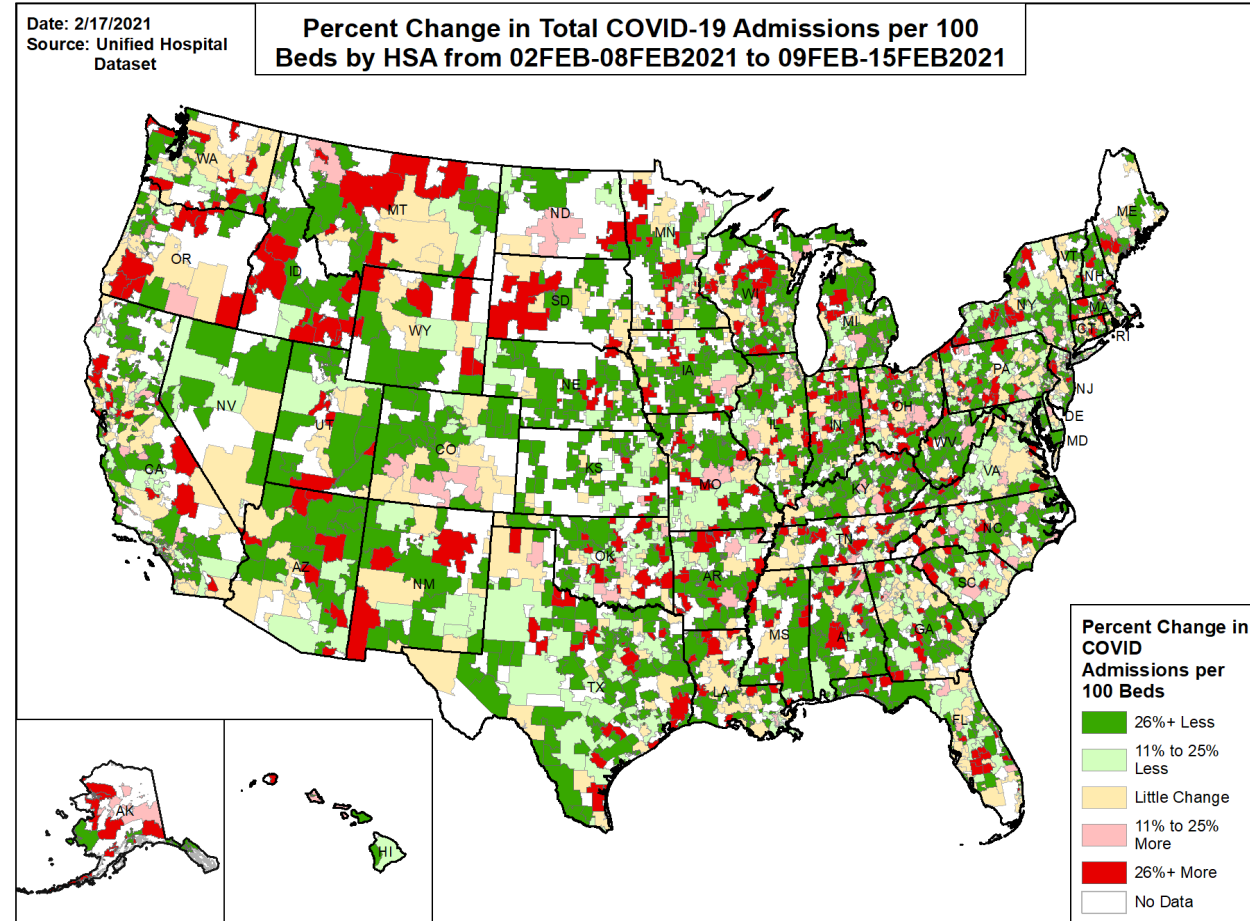 Date: 2/17/2021
Source: Unified Hospital
Dataset
Percent Change in Total COVID-19 Admissions per 100
Beds by HSA from 02FEB-08FEB2021 to 09FEB-15FEB2021
WA
MT
ND
MN
ME
OR
ID
SD
WI
VT
NH
NY
MA
CT
RI
WY
MI
IA
NE
PA
NJ
NV
UT
CO
IL
IN
OH
DE
MD
WV
VA
CA
KS
MO
KY
NC
TN
AZ
NM
OK
AR
SC
MS
AL
GA
TX
LA
FL
AK
HI
Percent Change in
COVID
Admissions per
100 Beds
26%+ Less
11% to 25%
Less
Little Change
11% to 25%
More
26%+ More
No Data